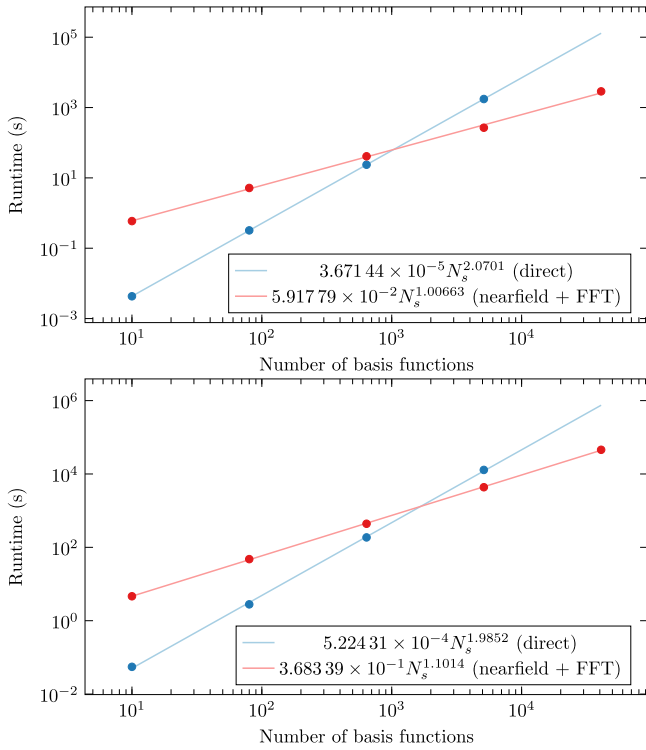 10^5
10^3
10^1
10^−1
10^−3
Runtime (s)
3.671 44 × 10^−5 N_s^2.0701 (direct)
5.917 79 × 10^−2 N_s^1.00663 (nearfield + FFT)
10^1 10^2 10^3 10^4
Number of basis functions
10^6
10^4
10^2
10^0
10^−2
Runtime (s)
5.224 31 × 10^−4 N_s^1.9852 (direct)
3.683 39 × 10^−1 N_s^1.1014 (nearfield + FFT)
10^1 10^2 10^3 10^4
Number of basis functions